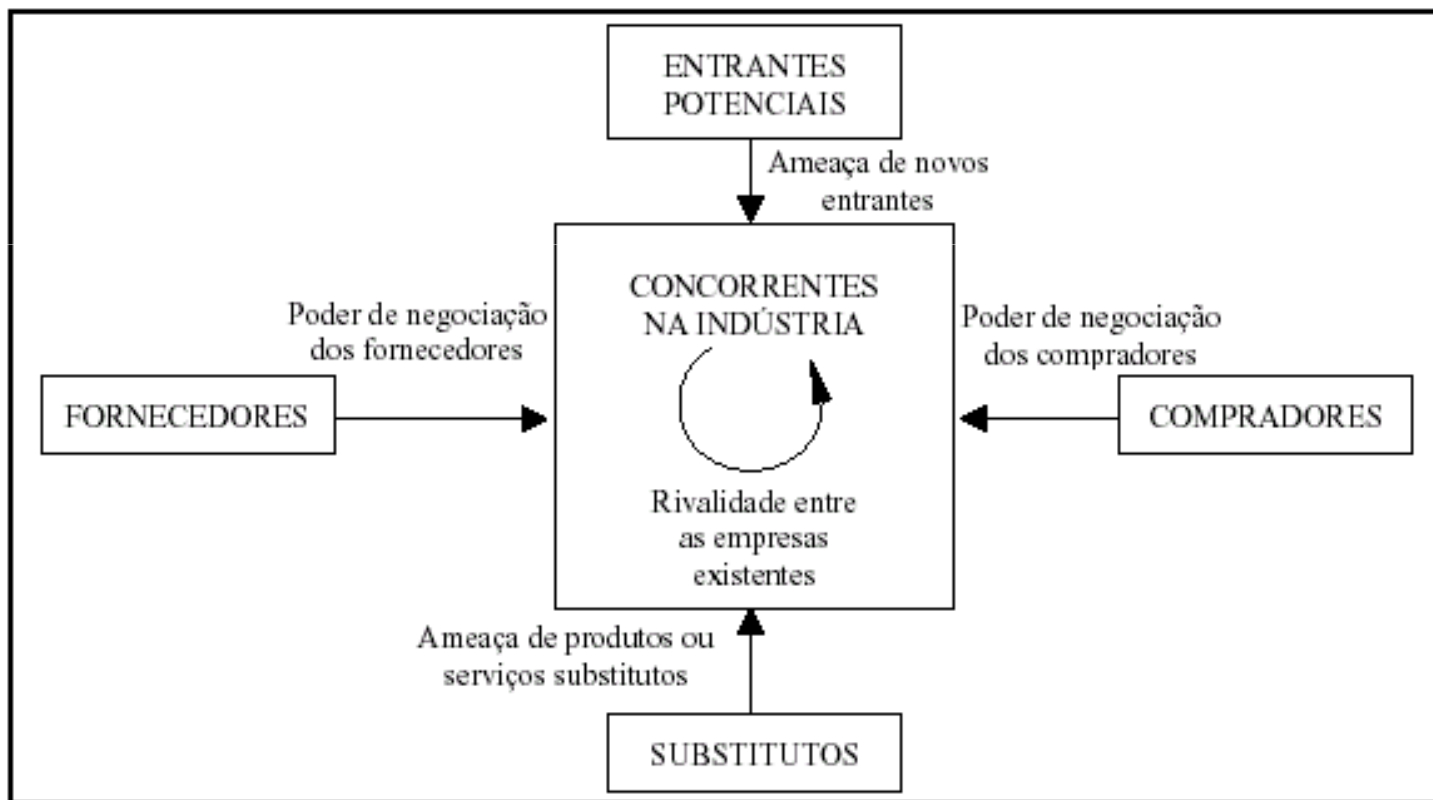 ENTRANTES
POTENCIAIS
Ameaça de novos
entrantes
CONCORRENTES
NA INDÚSTRIA
Poder de negociação
dos fornecedores
Poder de negociação
dos compradores
FORNECEDORES
COMPRADORES
Rivalidade entre
as empresas
existentes
Ameaça de produtos ou
serviços substitutos
SUBSTITUTOS